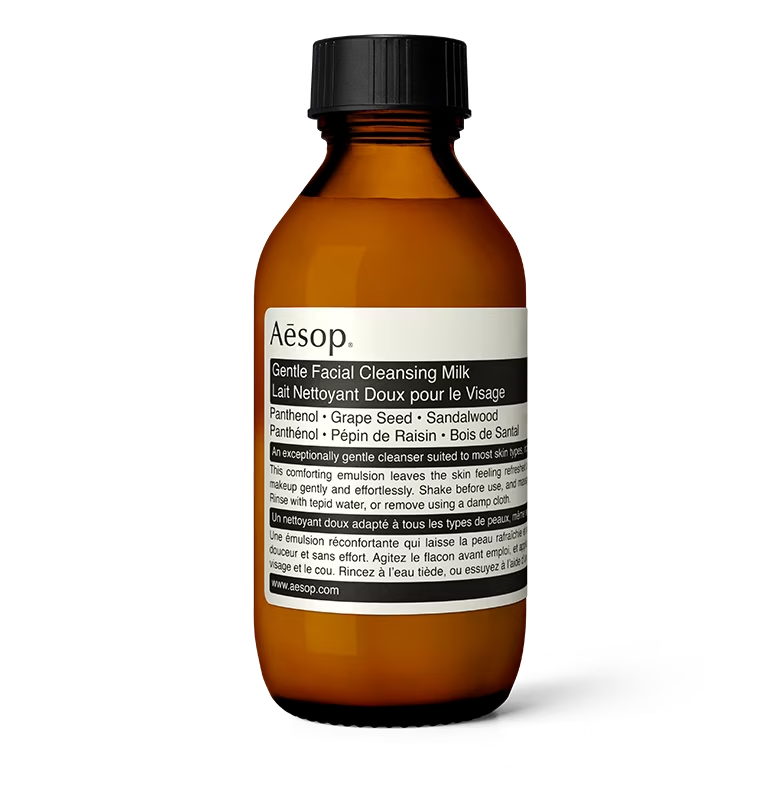 Aēsop®
Gentle Facial Cleansing Milk
Lait Nettoyant Doux pour le Visage
Panthenol • Grape Seed • Sandalwood
Panthénol • Pépin de Raisin • Bois de Santal
An exceptionally gentle cleanser suited to most skin types,
This comforting emulsion leaves the skin feeling refreshed
makeup gently and effortlessly. Shake before use, and
Rinse with tepid water, or remove using a damp cloth.
Un nettoyant doux adapté à tous les types de peaux, même
Une émulsion réconfortante qui laisse la peau rafraîchie
douceur et sans effort. Agitez le flacon avant emploi, et
visage et le cou. Rincez à l'eau tiède, ou essuyez à l'aide
www.aesop.com